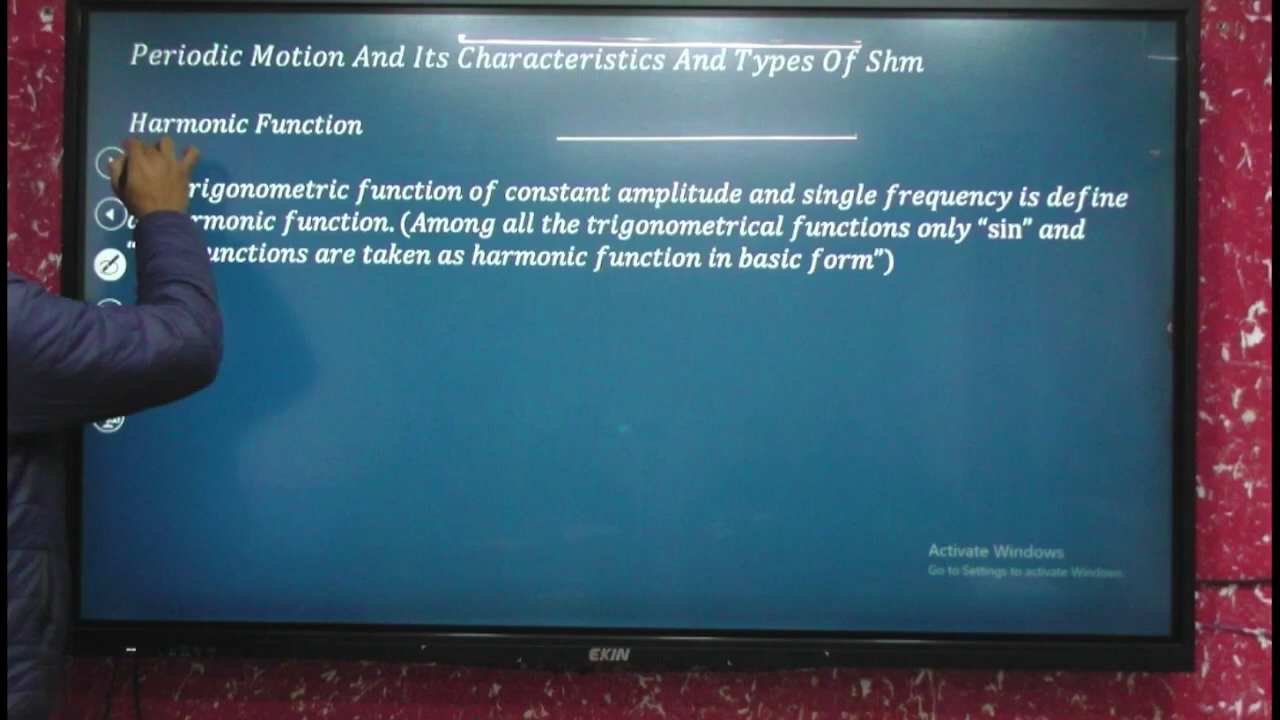 Periodic Motion And Its Characteristics And Types Of Shm
Harmonic Function
rigonometric function of constant amplitude and single frequency is define
rmonic function. (Among all the trigonometrical functions only “sin” and
unctions are taken as harmonic function in basic form”)
Activate Windows
Go to Settings to activate Windows.
EKIN